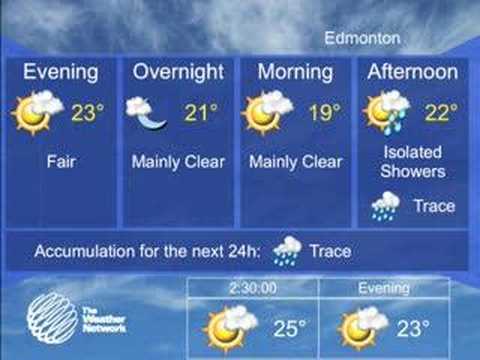 Edmonton
Evening Overnight Morning Afternoon
23° 21° 19° 22°
Fair Mainly Clear Mainly Clear Isolated Showers
Trace
Accumulation for the next 24h: Trace
The Weather Network
2:30:00 Evening
25° 23°